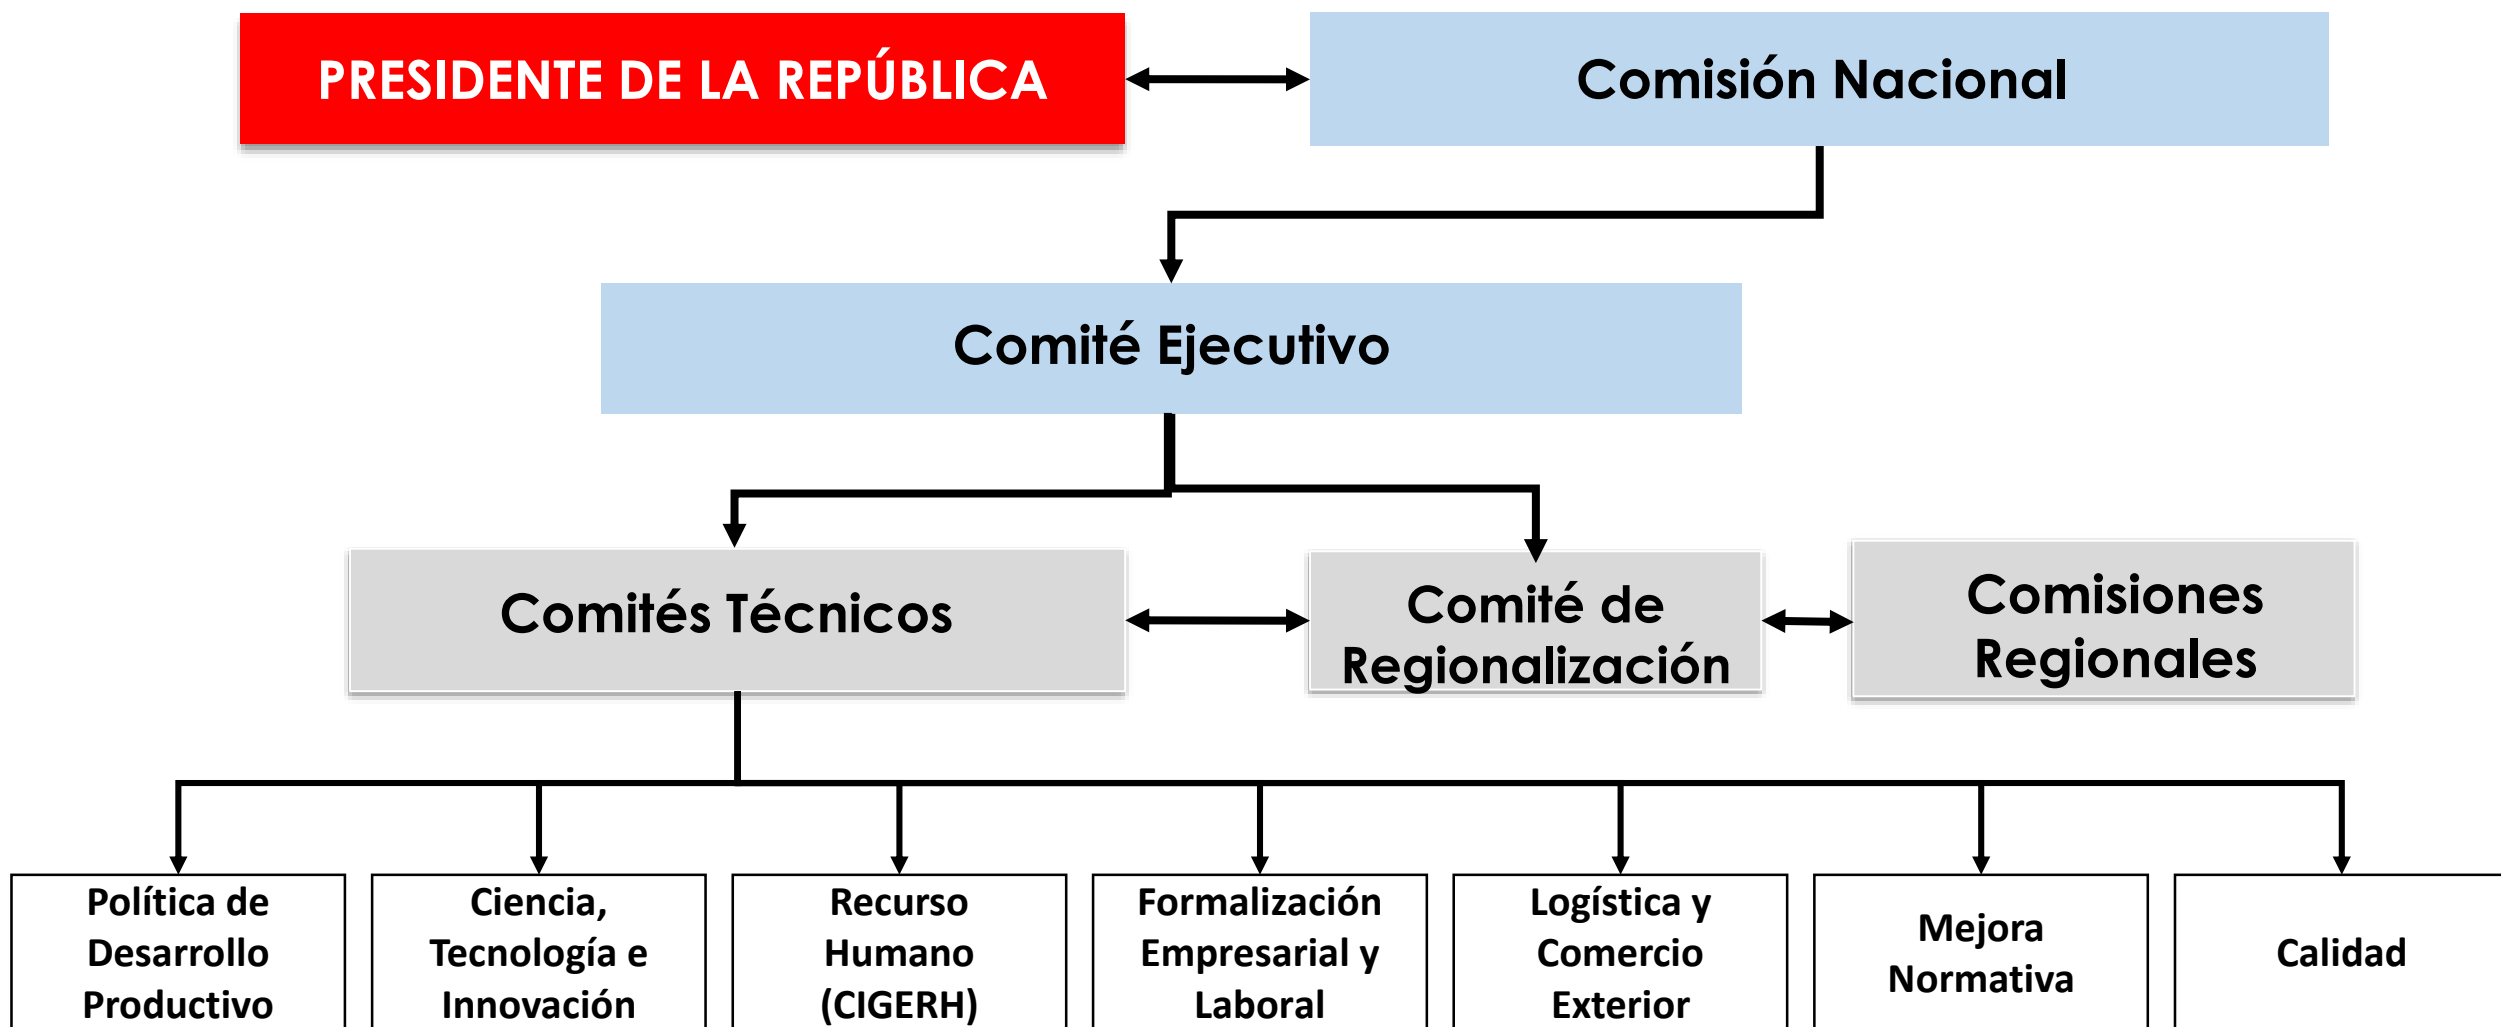 PRESIDENTE DE LA REPÚBLICA
Comisión Nacional
Comité Ejecutivo
Comités Técnicos
Comité de
Regionalización
Comisiones
Regionales
Política de
Desarrollo
Productivo
Ciencia,
Tecnología e
Innovación
Recurso
Humano
(CIGERH)
Formalización
Empresarial y
Laboral
Logística y
Comercio
Exterior
Mejora
Normativa
Calidad